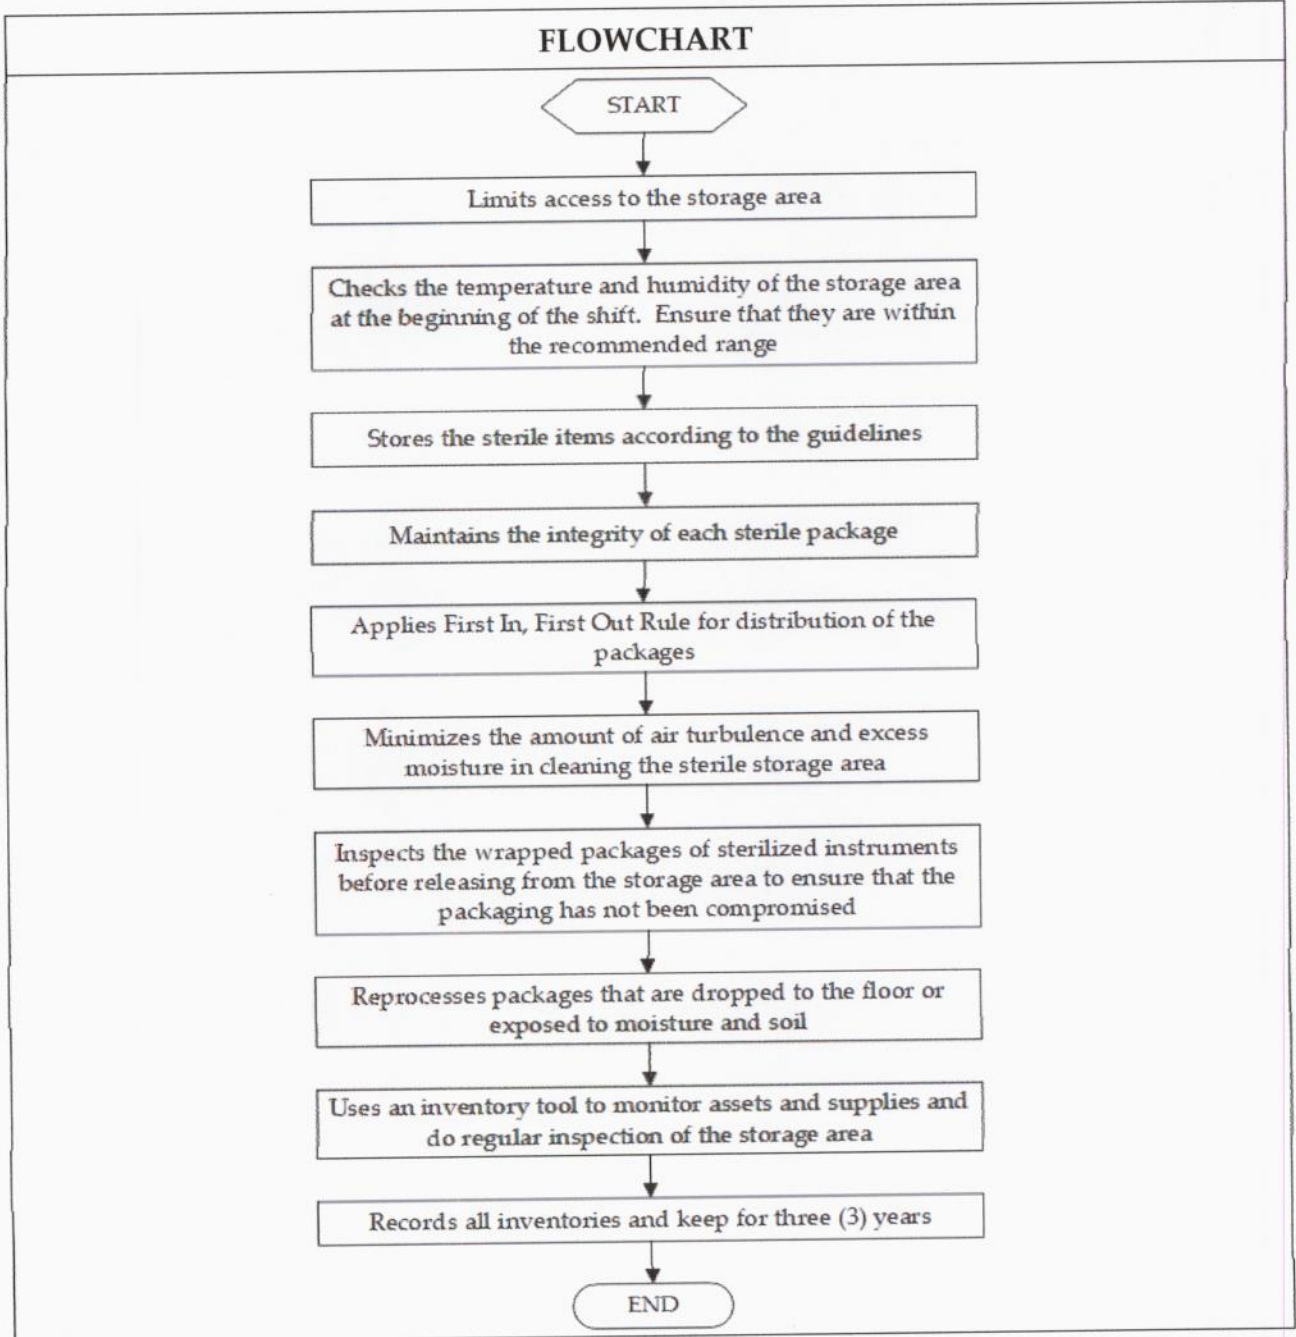 FLOWCHART
START
Limits access to the storage area
Checks the temperature and humidity of the storage area
at the beginning of the shift.  Ensure that they are within
the recommended range
Stores the sterile items according to the guidelines
Maintains the integrity of each sterile package
Applies First In, First Out Rule for distribution of the
packages
Minimizes the amount of air turbulence and excess
moisture in cleaning the sterile storage area
Inspects the wrapped packages of sterilized instruments
before releasing from the storage area to ensure that the
packaging has not been compromised
Reprocesses packages that are dropped to the floor or
exposed to moisture and soil
Uses an inventory tool to monitor assets and supplies and
do regular inspection of the storage area
Records all inventories and keep for three (3) years
END